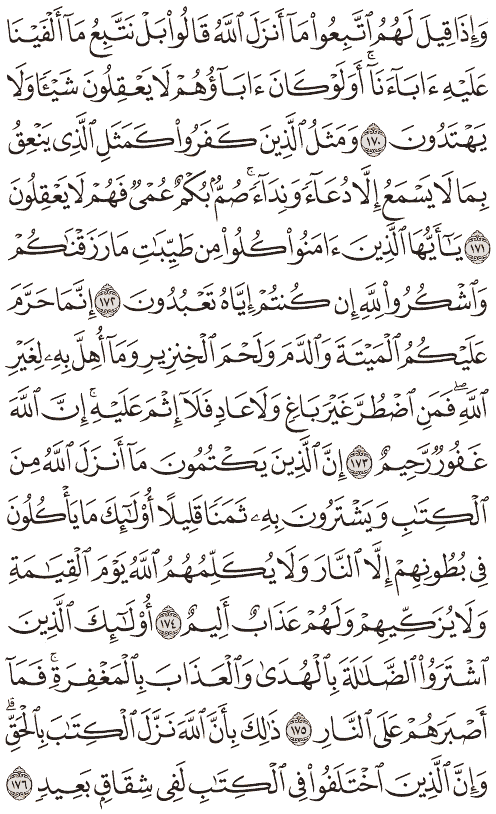 وَإِذَا قِيلَ لَهُمُ ٱتَّبِعُوا۟ مَآ أَنزَلَ ٱللَّهُ قَالُوا۟ بَلْ نَتَّبِعُ مَآ أَلْفَيْنَا
عَلَيْهِ ءَابَآءَنَآۗ أَوَلَوْ كَانَ ءَابَآؤُهُمْ لَا يَعْقِلُونَ شَيْـًٔا وَلَا
يَهْتَدُونَ ١٧٠ وَمَثَلُ ٱلَّذِينَ كَفَرُوا۟ كَمَثَلِ ٱلَّذِى يَنْعِقُ
بِمَا لَا يَسْمَعُ إِلَّا دُعَآءً وَنِدَآءًۚ صُمٌّۢ بُكْمٌ عُمْىٌ فَهُمْ لَا يَعْقِلُونَ
١٧١ يَـٰٓأَيُّهَا ٱلَّذِينَ ءَامَنُوا۟ كُلُوا۟ مِن طَيِّبَـٰتِ مَا رَزَقْنَـٰكُمْ
وَٱشْكُرُوا۟ لِلَّهِ إِن كُنتُمْ إِيَّاهُ تَعْبُدُونَ ١٧٢ إِنَّمَا حَرَّمَ
عَلَيْكُمُ ٱلْمَيْتَةَ وَٱلدَّمَ وَلَحْمَ ٱلْخِنزِيرِ وَمَآ أُهِلَّ بِهِۦ لِغَيْرِ
ٱللَّهِۖ فَمَنِ ٱضْطُرَّ غَيْرَ بَاغٍ وَلَا عَادٍ فَلَآ إِثْمَ عَلَيْهِۚ إِنَّ ٱللَّهَ
غَفُورٌ رَّحِيمٌ ١٧٣ إِنَّ ٱلَّذِينَ يَكْتُمُونَ مَآ أَنزَلَ ٱللَّهُ مِنَ
ٱلْكِتَـٰبِ وَيَشْتَرُونَ بِهِۦ ثَمَنًا قَلِيلًا أُو۟لَـٰٓئِكَ مَا يَأْكُلُونَ
فِى بُطُونِهِمْ إِلَّا ٱلنَّارَ وَلَا يُكَلِّمُهُمُ ٱللَّهُ يَوْمَ ٱلْقِيَـٰمَةِ
وَلَا يُزَكِّيهِمْ وَلَهُمْ عَذَابٌ أَلِيمٌ ١٧٤ أُو۟لَـٰٓئِكَ ٱلَّذِينَ
ٱشْتَرَوُا۟ ٱلضَّلَـٰلَةَ بِٱلْهُدَىٰ وَٱلْعَذَابَ بِٱلْمَغْفِرَةِۚ فَمَآ
أَصْبَرَهُمْ عَلَى ٱلنَّارِ ١٧٥ ذَٰلِكَ بِأَنَّ ٱللَّهَ نَزَّلَ ٱلْكِتَـٰبَ بِٱلْحَقِّۗ
وَإِنَّ ٱلَّذِينَ ٱخْتَلَفُوا۟ فِى ٱلْكِتَـٰبِ لَفِى شِقَاقٍۭ بَعِيدٍ ١٧٦